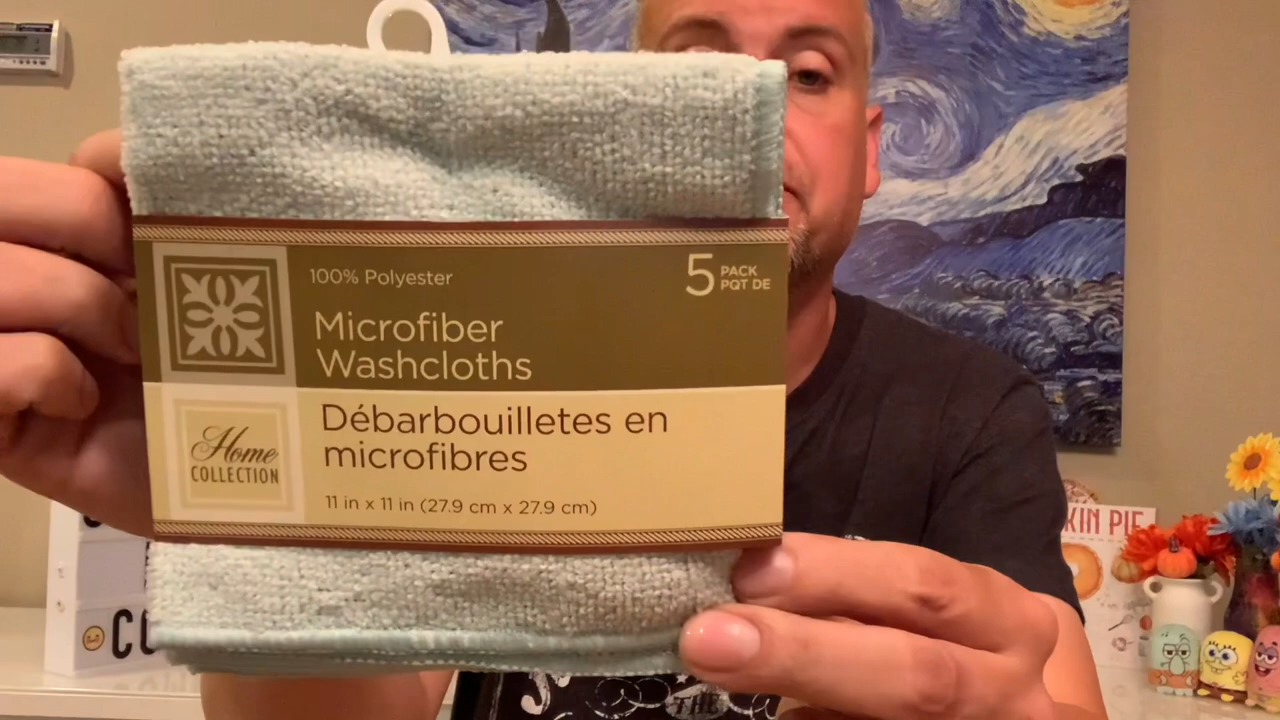 100% Polyester
5 PACK
PQT DE
Microfiber
Washcloths
Débarbouilletes en
microfibres
Home
COLLECTION
11 in x 11 in (27.9 cm x 27.9 cm)
KIN PIE
THE